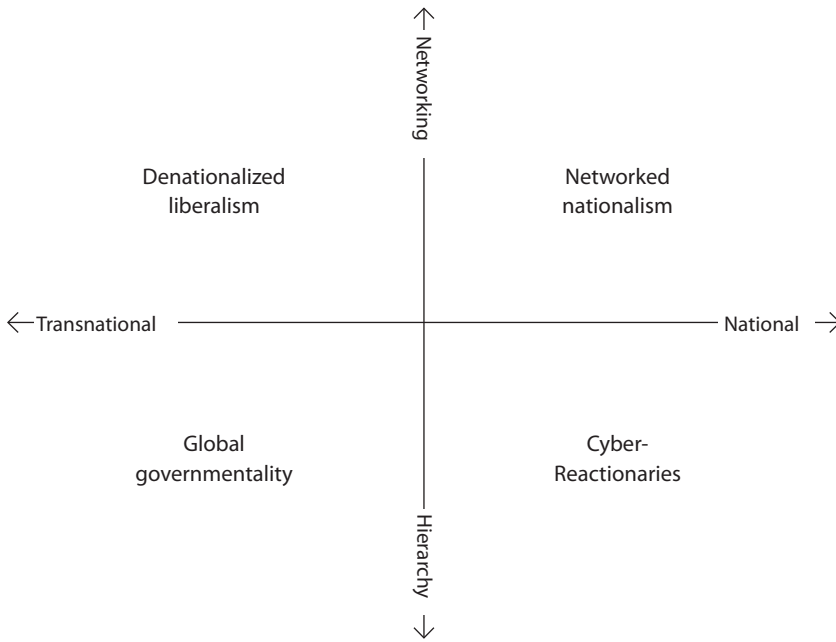 Networking
Denationalized
liberalism
Networked
nationalism
Transnational
National
Global
governmentality
Cyber-
Reactionaries
Hierarchy